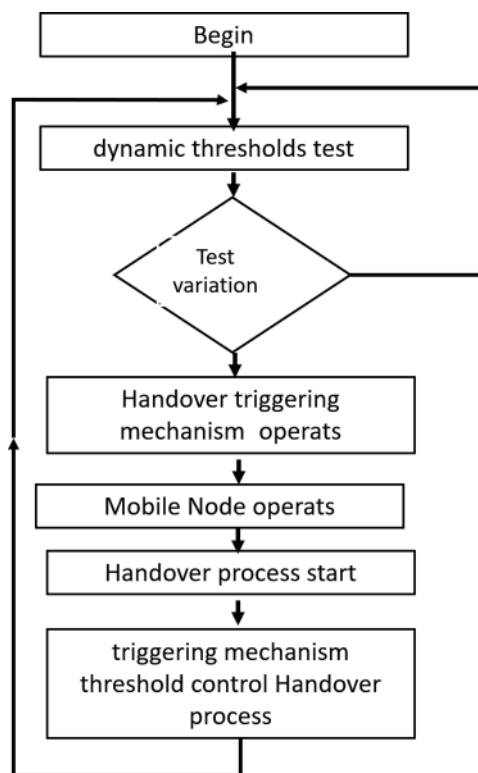 Begin
dynamic thresholds test
Test
variation
Handover triggering
mechanism operats
Mobile Node operats
Handover process start
triggering mechanism
threshold control Handover
process